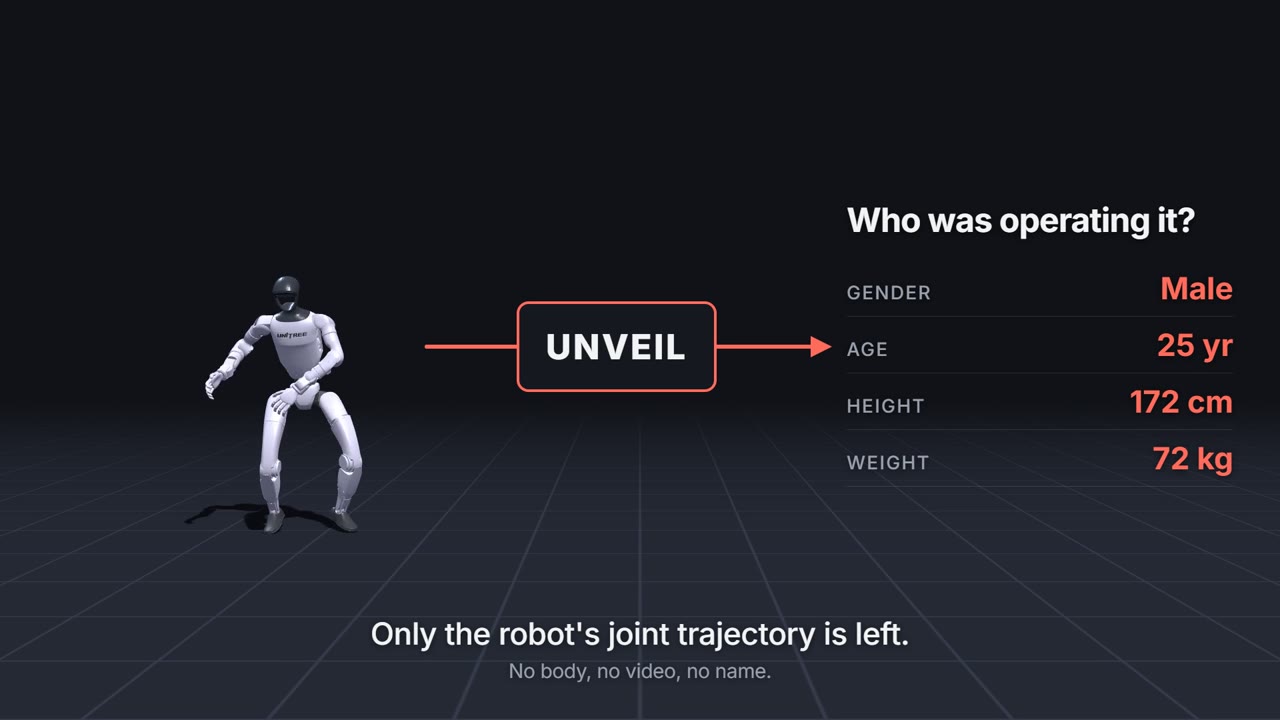 Who was operating it?
GENDER Male
UNITREE
UNVEIL
AGE 25 yr
HEIGHT 172 cm
WEIGHT 72 kg
Only the robot's joint trajectory is left.
No body, no video, no name.